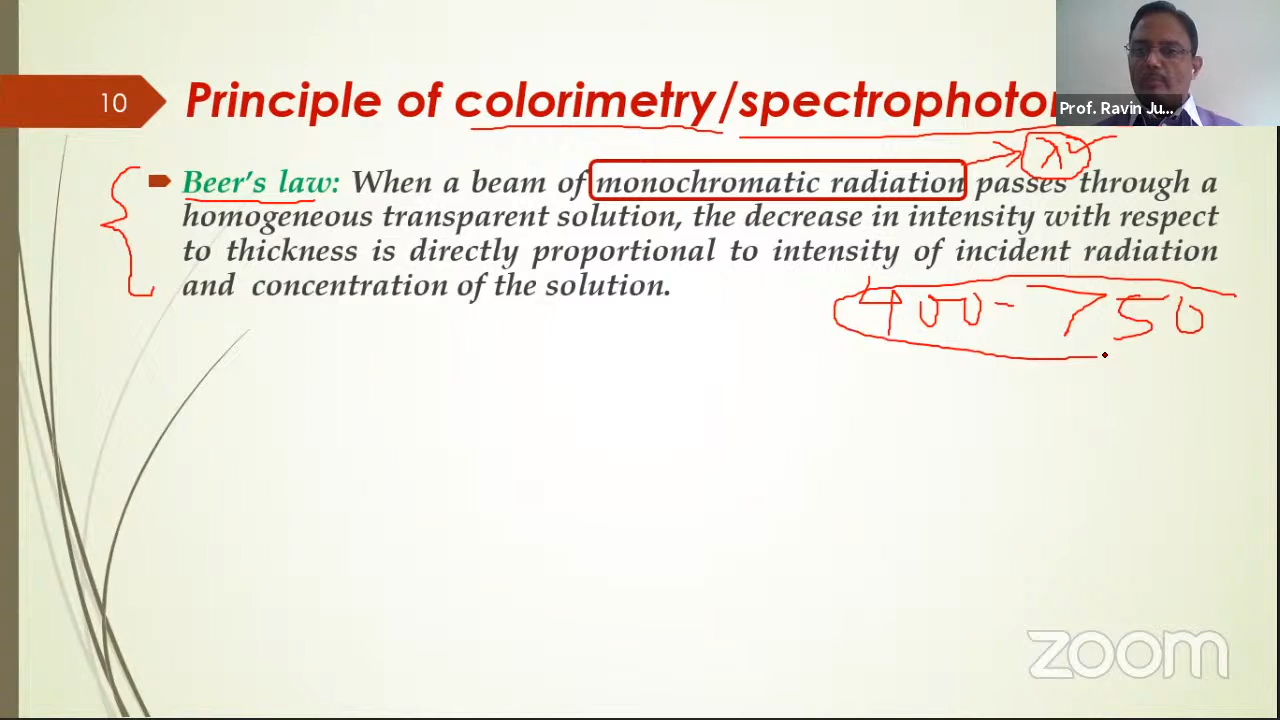 10
Principle of colorimetry/spectrophoto
Prof. Ravin Ju...
λ
Beer's law: When a beam of monochromatic radiation passes through a
homogeneous transparent solution, the decrease in intensity with respect
to thickness is directly proportional to intensity of incident radiation
and concentration of the solution.
400-750
zoom